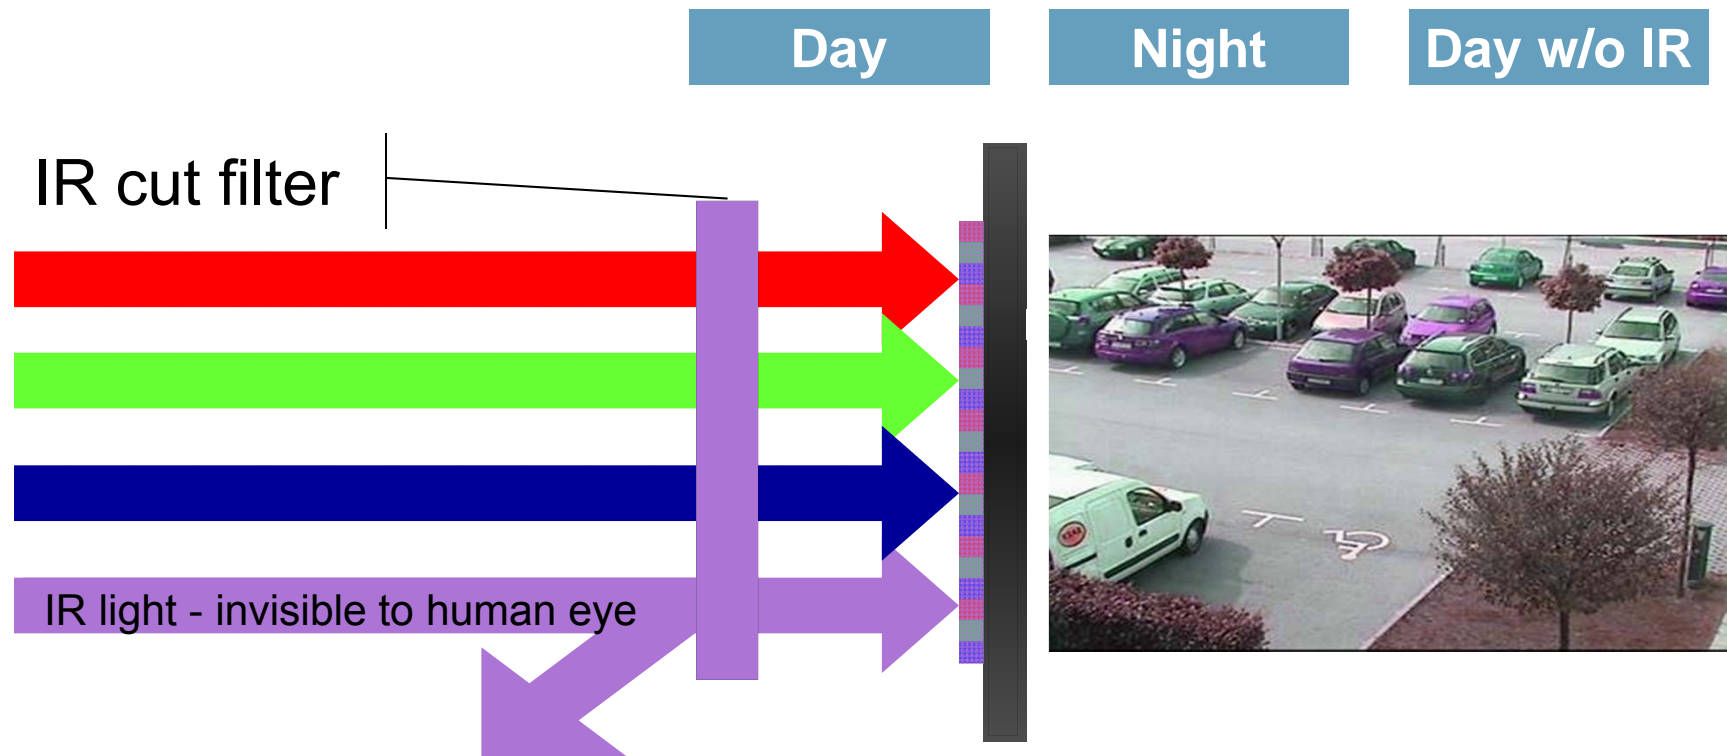 Day
Night
Day w/o IR
IR cut filter
IR light - invisible to human eye